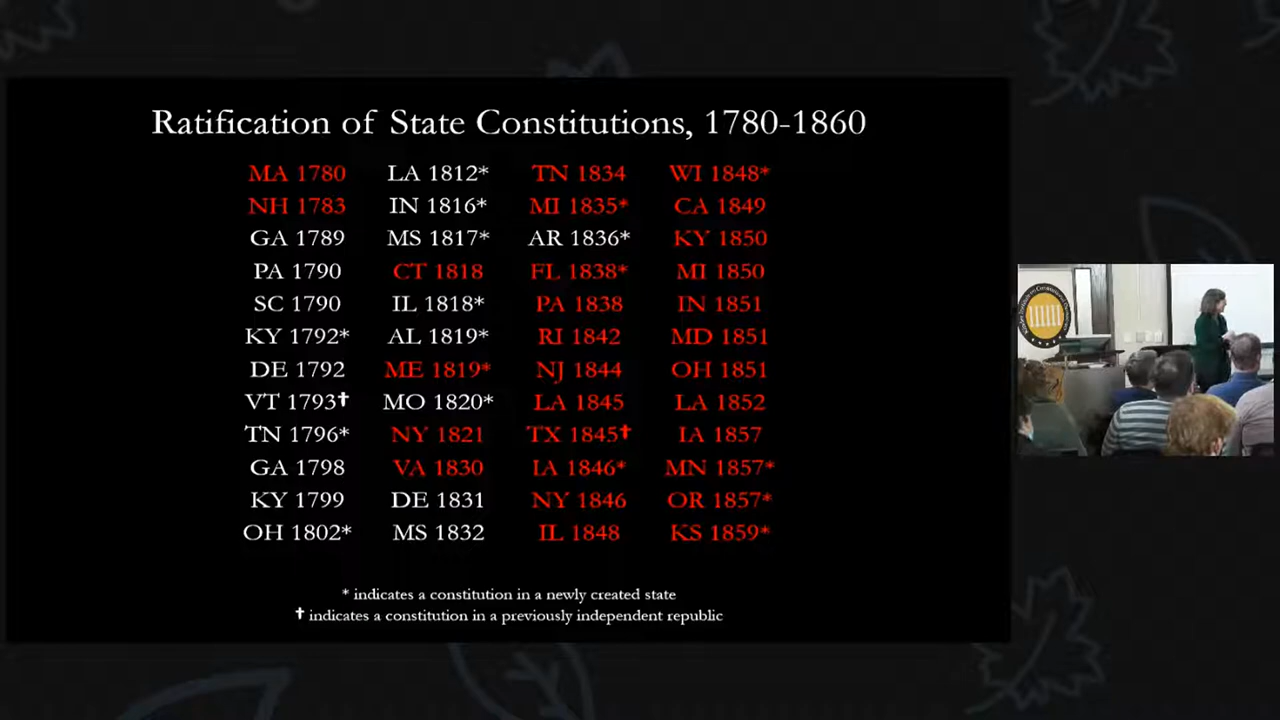 Ratification of State Constitutions, 1780-1860
MA 1780
NH 1783
GA 1789
PA 1790
SC 1790
KY 1792*
DE 1792
VT 1793✝
TN 1796*
GA 1798
KY 1799
OH 1802*
LA 1812*
IN 1816*
MS 1817*
CT 1818
IL 1818*
AL 1819*
ME 1819*
MO 1820*
NY 1821
VA 1830
DE 1831
MS 1832
TN 1834
MI 1835*
AR 1836*
FL 1838*
PA 1838
RI 1842
NJ 1844
LA 1845
TX 1845✝
IA 1846*
NY 1846
IL 1848
WI 1848*
CA 1849
KY 1850
MI 1850
IN 1851
MD 1851
OH 1851
LA 1852
IA 1857
MN 1857*
OR 1857*
KS 1859*
* indicates a constitution in a newly created state
✝ indicates a constitution in a previously independent republic